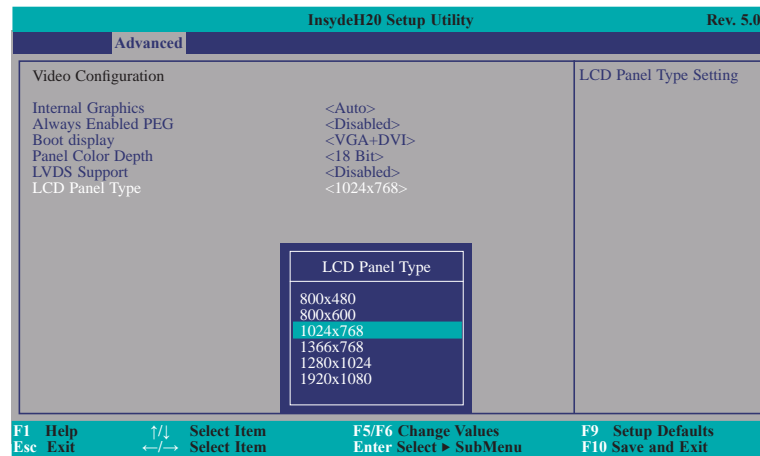 InsydeH20 Setup Utility Rev. 5.0
Advanced
Video Configuration
LCD Panel Type Setting
Internal Graphics <Auto>
Always Enabled PEG <Disabled>
Boot display <VGA+DVI>
Panel Color Depth <18 Bit>
LVDS Support <Disabled>
LCD Panel Type <1024x768>
LCD Panel Type
800x480
800x600
1024x768
1366x768
1280x1024
1920x1080
F1 Help ↑/↓ Select Item F5/F6 Change Values F9 Setup Defaults
Esc Exit ←/→ Select Item Enter Select ► SubMenu F10 Save and Exit